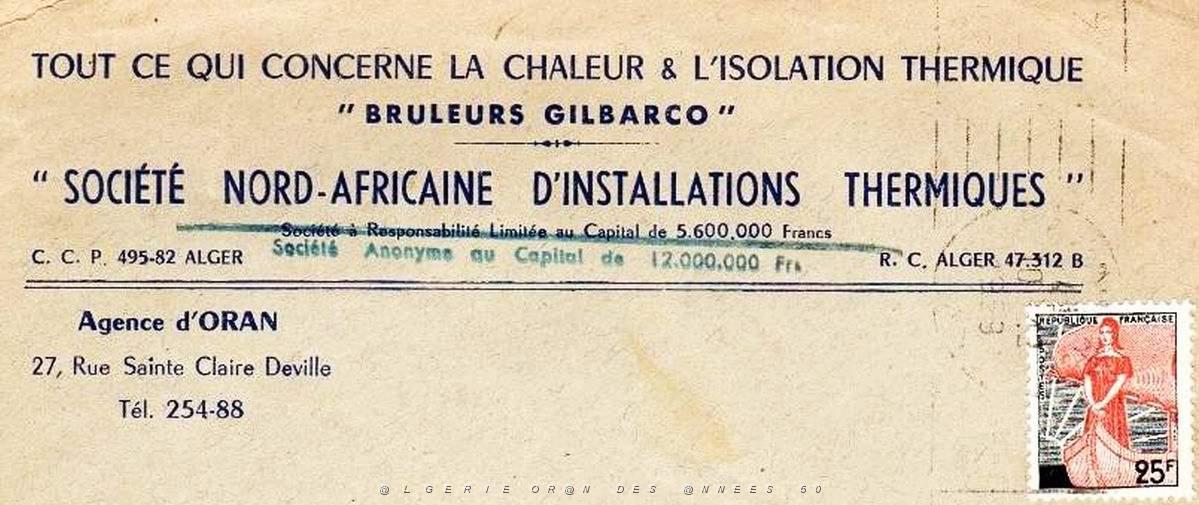 TOUT CE QUI CONCERNE LA CHALEUR & L'ISOLATION THERMIQUE
"BRULEURS GILBARCO"
"SOCIÉTÉ NORD-AFRICAINE D'INSTALLATIONS THERMIQUES"
Société à Responsabilité Limitée au Capital de 5.600.000 Francs
Société Anonyme au Capital de 12.000.000 Frs
C. C. P. 495-82 ALGER
R. C. ALGER 47.312 B
Agence d'ORAN
27, Rue Sainte Claire Deville
Tél. 254-88
REPUBLIQUE FRANÇAISE
25F
@LGERIE OR@N DES @NNEES 50